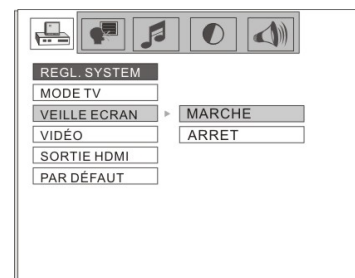 REGL. SYSTEM
MODE TV
VEILLE ECRAN MARCHE
VIDÉO ARRET
SORTIE HDMI
PAR DÉFAUT